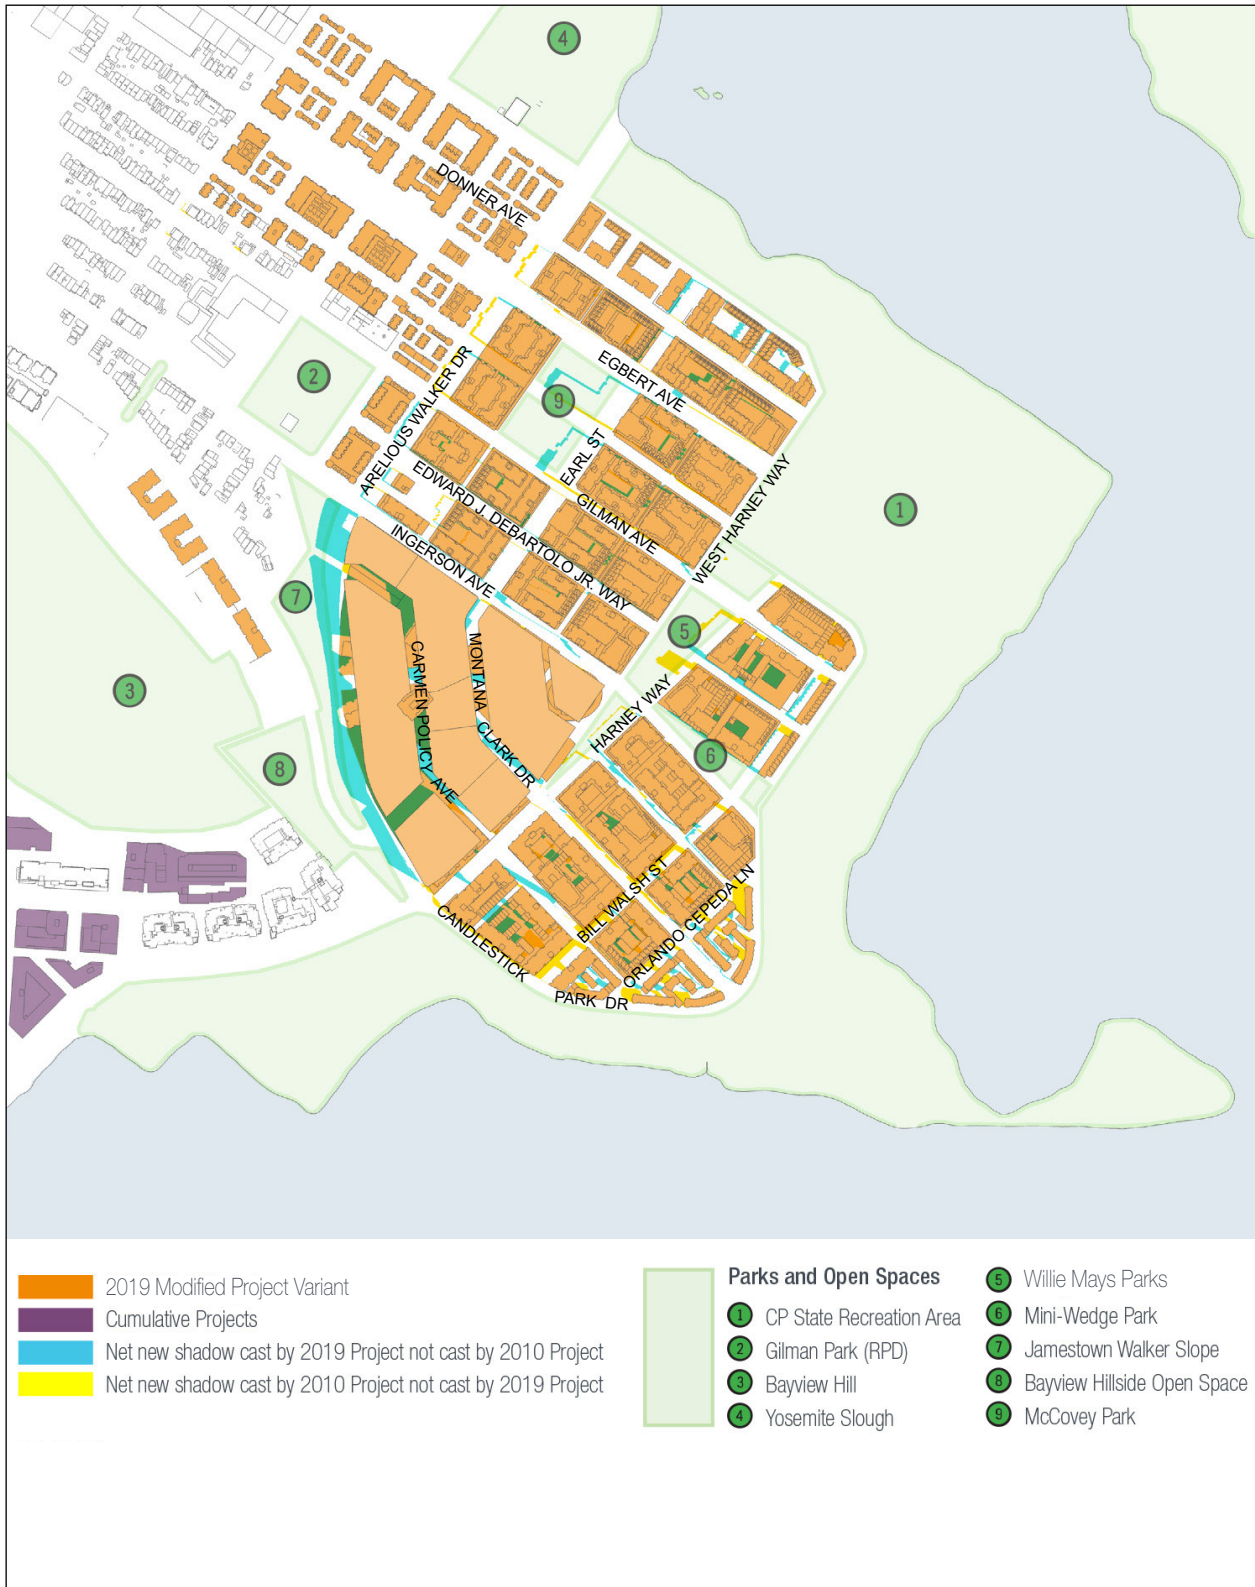 4
DONNER AVE
2
ARELIOUS WALKER DR
EGBERT AVE
9
EARL ST
1
EDWARD J. DEBARTOLO JR. WAY
GILMAN AVE
WEST HARNEY WAY
INGERSON AVE
7
5
3
CARMEN POLICY AVE
MONTANA CLARK DR
HARNEY WAY
8
6
BILL WALSH ST
ORLANDO CEPEDA LN
CANDLESTICK PARK DR
2019 Modified Project Variant
Cumulative Projects
Net new shadow cast by 2019 Project not cast by 2010 Project
Net new shadow cast by 2010 Project not cast by 2019 Project
Parks and Open Spaces
1 CP State Recreation Area
2 Gilman Park (RPD)
3 Bayview Hill
4 Yosemite Slough
5 Willie Mays Parks
6 Mini-Wedge Park
7 Jamestown Walker Slope
8 Bayview Hillside Open Space
9 McCovey Park